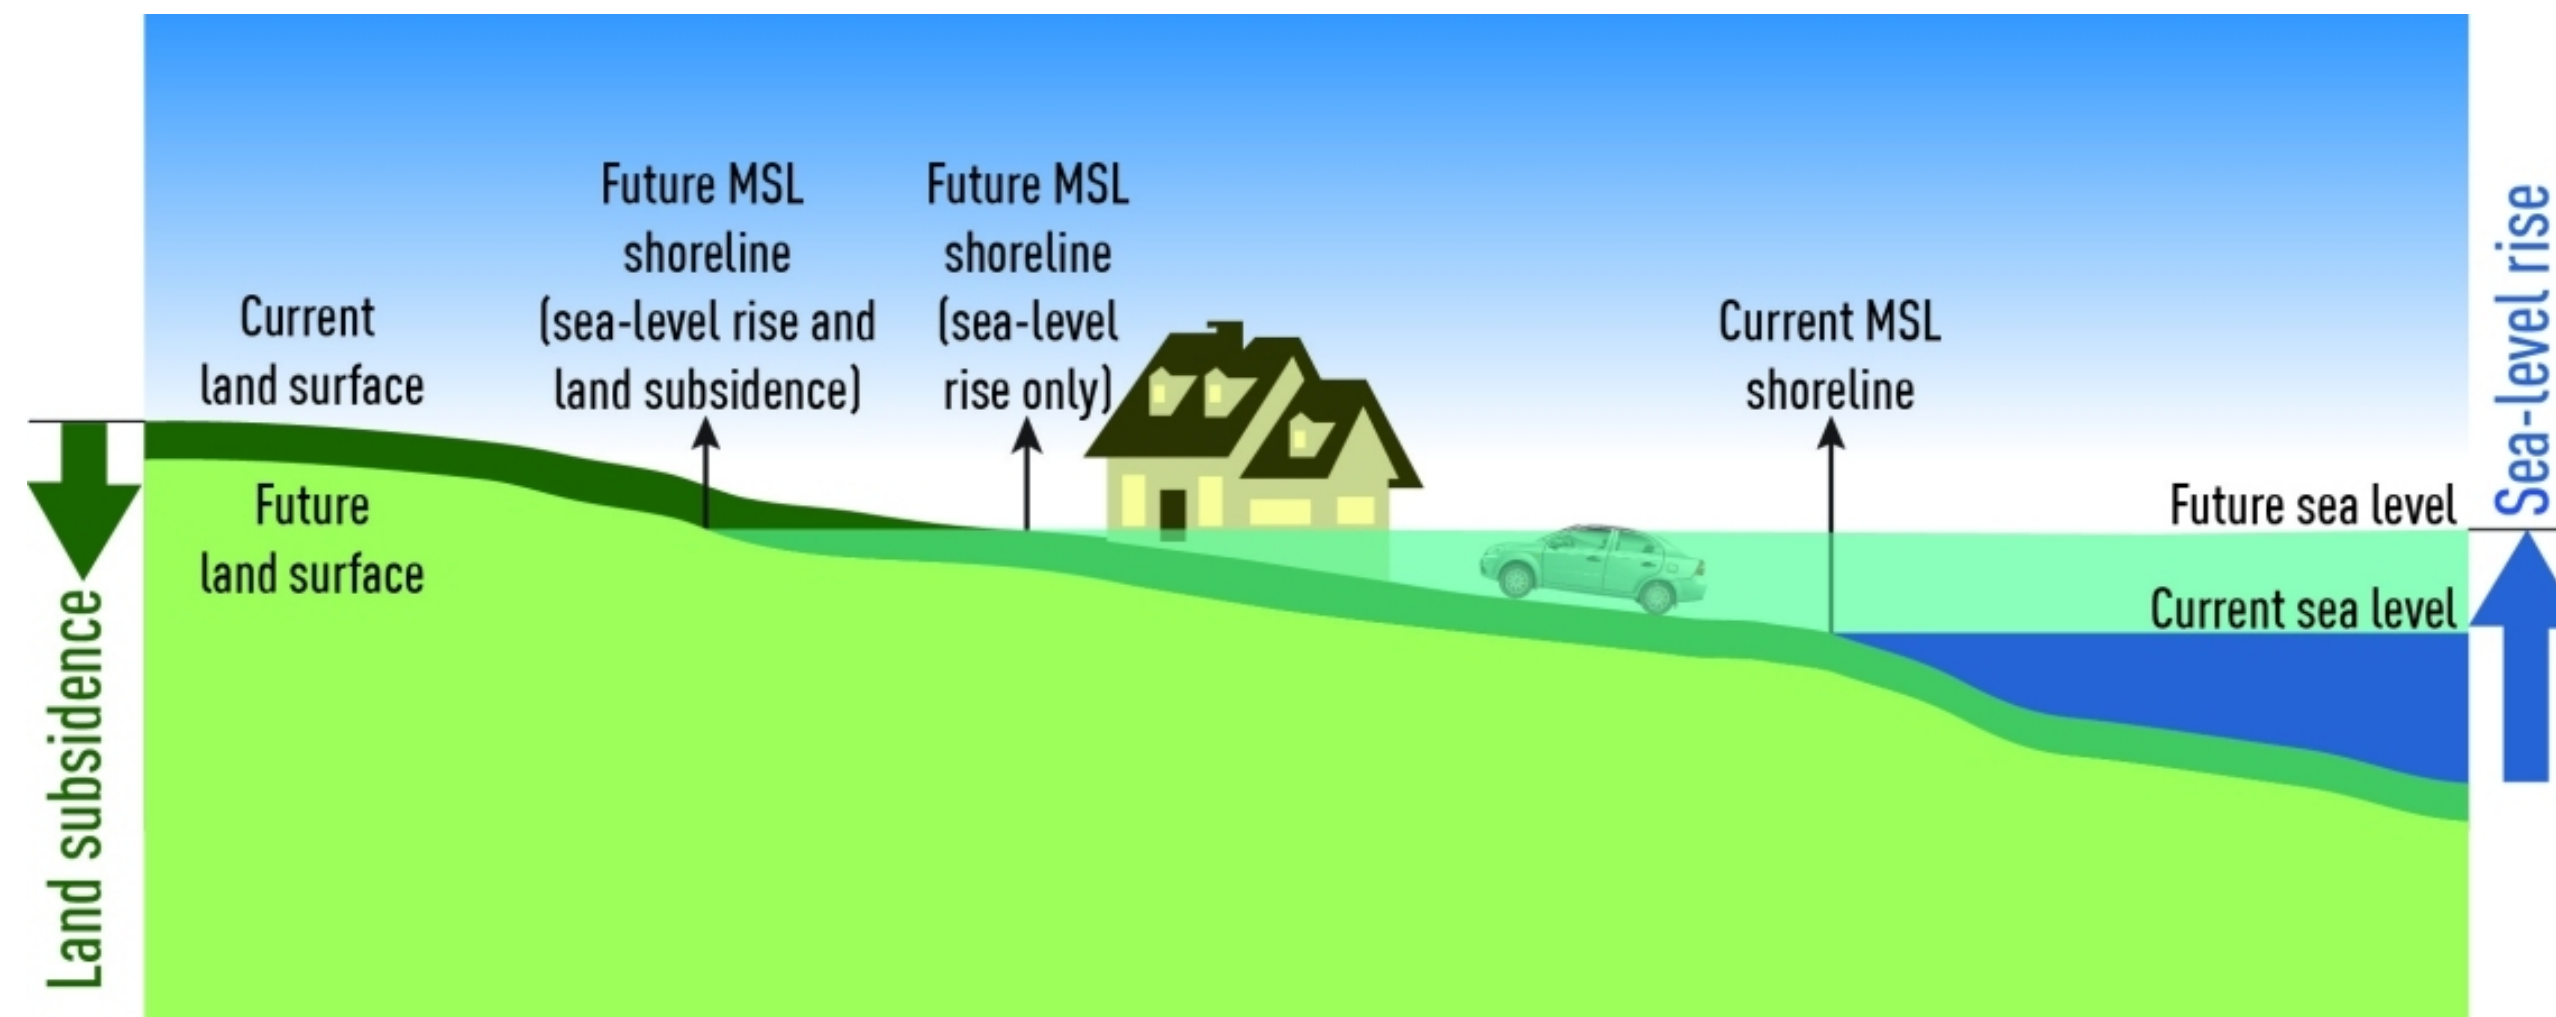 Future MSL
shoreline
(sea-level rise and
land subsidence)
Future MSL
shoreline
(sea-level
rise only)
Current
land surface
Current MSL
shoreline
Future
land surface
Future sea level
Current sea level
Land subsidence
Sea-level rise